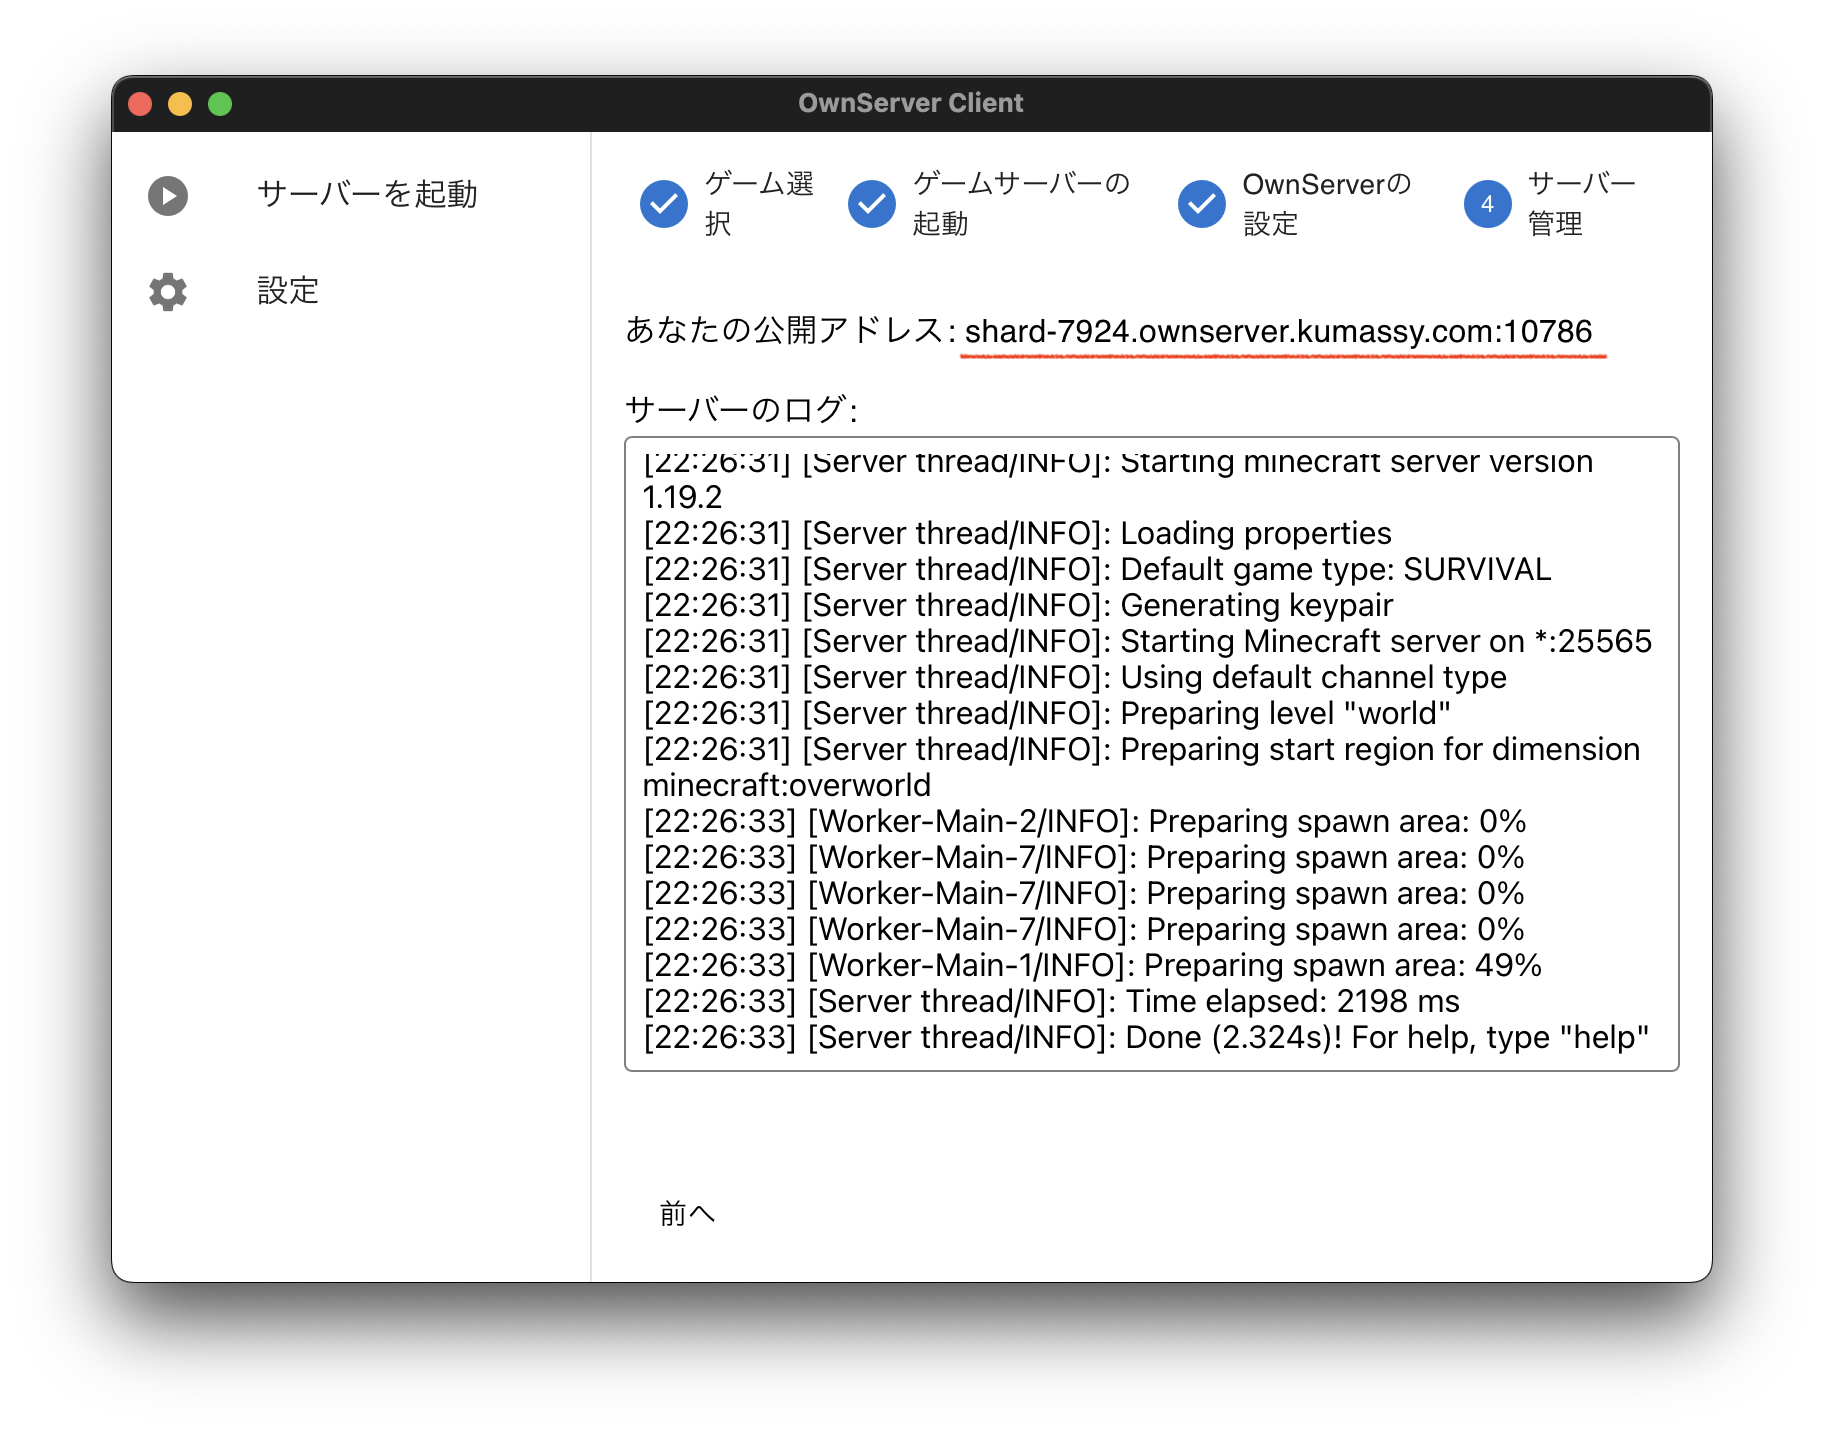 OwnServer Client
サーバーを起動
設定
ゲーム選
択
ゲームサーバーの
起動
OwnServerの
設定
4
サーバー
管理
あなたの公開アドレス: shard-7924.ownserver.kumassy.com:10786
サーバーのログ:
[22:26:31] [Server thread/INFO]: Starting minecraft server version
1.19.2
[22:26:31] [Server thread/INFO]: Loading properties
[22:26:31] [Server thread/INFO]: Default game type: SURVIVAL
[22:26:31] [Server thread/INFO]: Generating keypair
[22:26:31] [Server thread/INFO]: Starting Minecraft server on *:25565
[22:26:31] [Server thread/INFO]: Using default channel type
[22:26:31] [Server thread/INFO]: Preparing level "world"
[22:26:31] [Server thread/INFO]: Preparing start region for dimension
minecraft:overworld
[22:26:33] [Worker-Main-2/INFO]: Preparing spawn area: 0%
[22:26:33] [Worker-Main-7/INFO]: Preparing spawn area: 0%
[22:26:33] [Worker-Main-7/INFO]: Preparing spawn area: 0%
[22:26:33] [Worker-Main-7/INFO]: Preparing spawn area: 0%
[22:26:33] [Worker-Main-1/INFO]: Preparing spawn area: 49%
[22:26:33] [Server thread/INFO]: Time elapsed: 2198 ms
[22:26:33] [Server thread/INFO]: Done (2.324s)! For help, type "help"
前へ